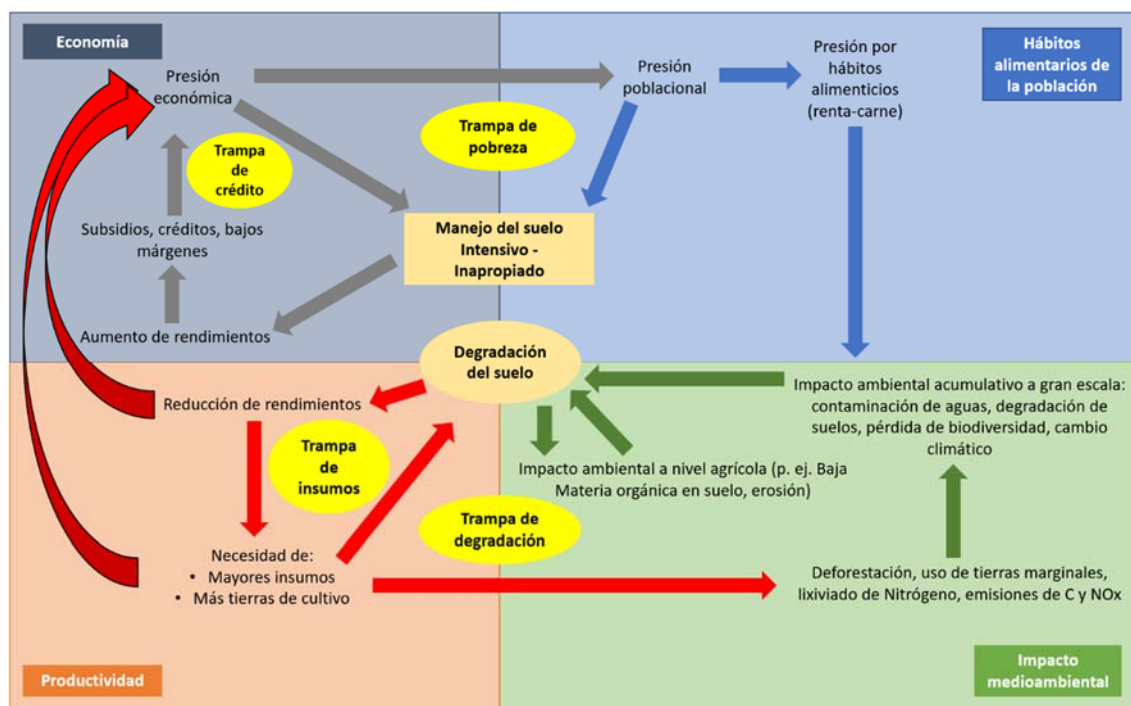 Economía
Presión
económica
Presión
poblacional
Presión por
hábitos
alimenticios
(renta-carne)
Hábitos
alimentarios de
la población
Trampa de
pobreza
Trampa
de
crédito
Subsidios, créditos, bajos
márgenes
Manejo del suelo
Intensivo -
Inapropiado
Aumento de rendimientos
Degradación
del suelo
Reducción de rendimientos
Impacto ambiental acumulativo a gran escala:
contaminación de aguas, degradación de
suelos, pérdida de biodiversidad, cambio
climático
Trampa
de
insumos
Impacto ambiental a nivel agrícola (p. ej. Baja
Materia orgánica en suelo, erosión)
Trampa de
degradación
Necesidad de:
• Mayores insumos
• Más tierras de cultivo
Deforestación, uso de tierras marginales,
lixiviado de Nitrógeno, emisiones de C y NOx
Productividad
Impacto
medioambiental